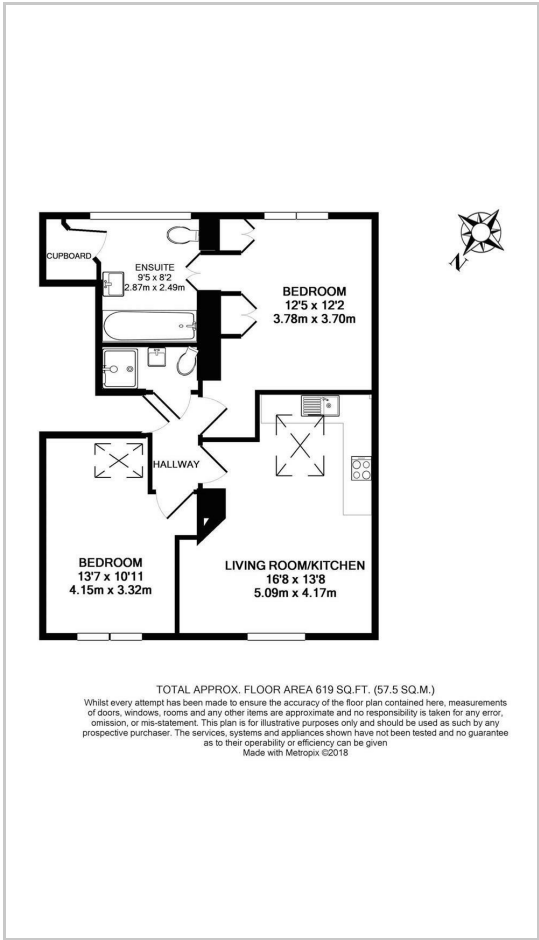 CUPBOARD
ENSUITE
9'5 x 8'2
2.87m x 2.49m
BEDROOM
12'5 x 12'2
3.78m x 3.70m
N
HALLWAY
BEDROOM
13'7 x 10'11
4.15m x 3.32m
LIVING ROOM/KITCHEN
16'8 x 13'8
5.09m x 4.17m
TOTAL APPROX. FLOOR AREA 619 SQ.FT. (57.5 SQ.M.)
Whilst every attempt has been made to ensure the accuracy of the floor plan contained here, measurements
of doors, windows, rooms and any other items are approximate and no responsibility is taken for any error,
omission, or mis-statement. This plan is for illustrative purposes only and should be used as such by any
prospective purchaser. The services, systems and appliances shown have not been tested and no guarantee
as to their operability or efficiency can be given
Made with Metropix ©2018